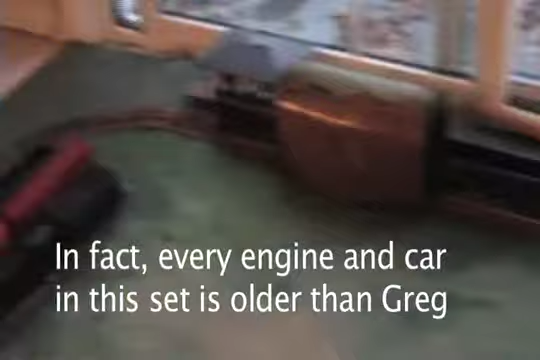 In fact, every engine and car
in this set is older than Greg